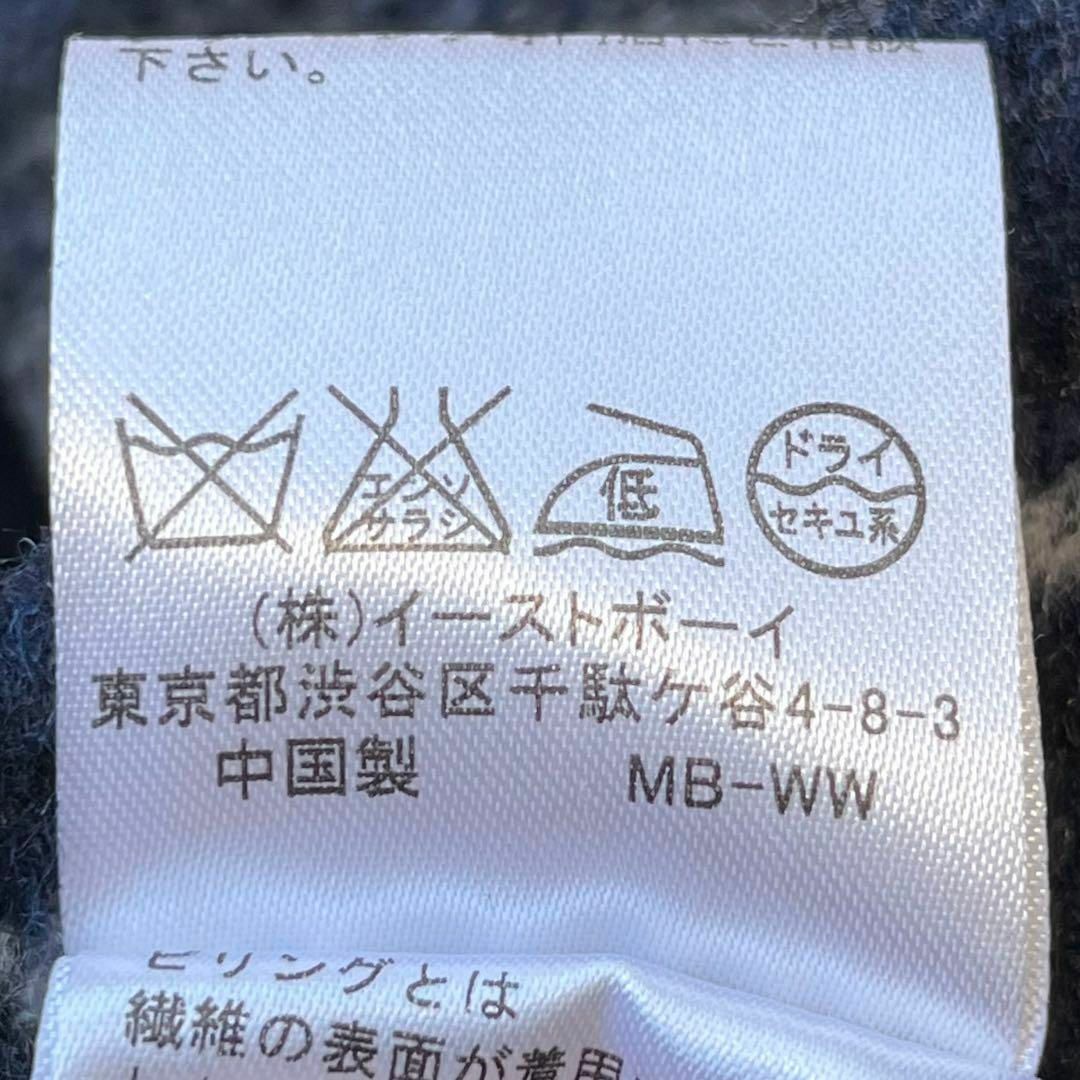 下さい。
エンソ
サラシ
低
ドライ
セキユ系
(株)イーストボーイ
東京都渋谷区千駄ケ谷4-8-3
中国製 MB-WW
ピリングとは
繊維の表面が着用